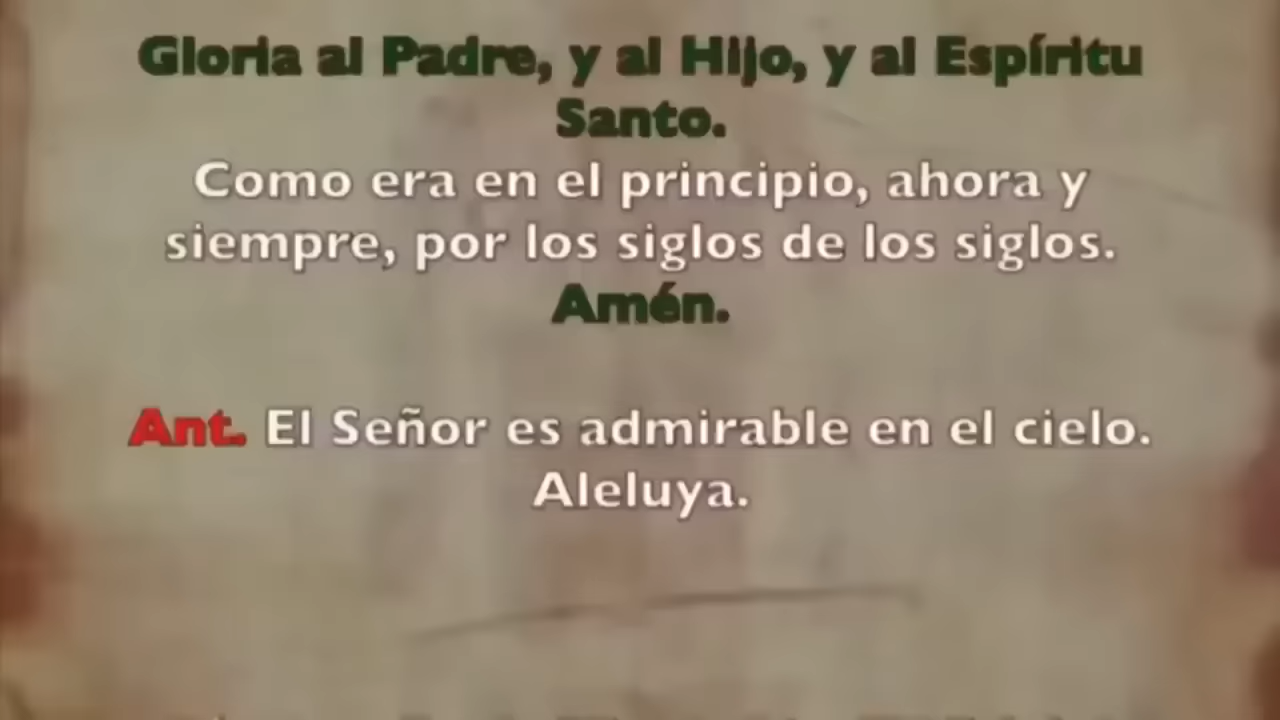 Gloria al Padre, y al Hijo, y al Espíritu
Santo.
Como era en el principio, ahora y
siempre, por los siglos de los siglos.
Amén.
Ant. El Señor es admirable en el cielo.
Aleluya.